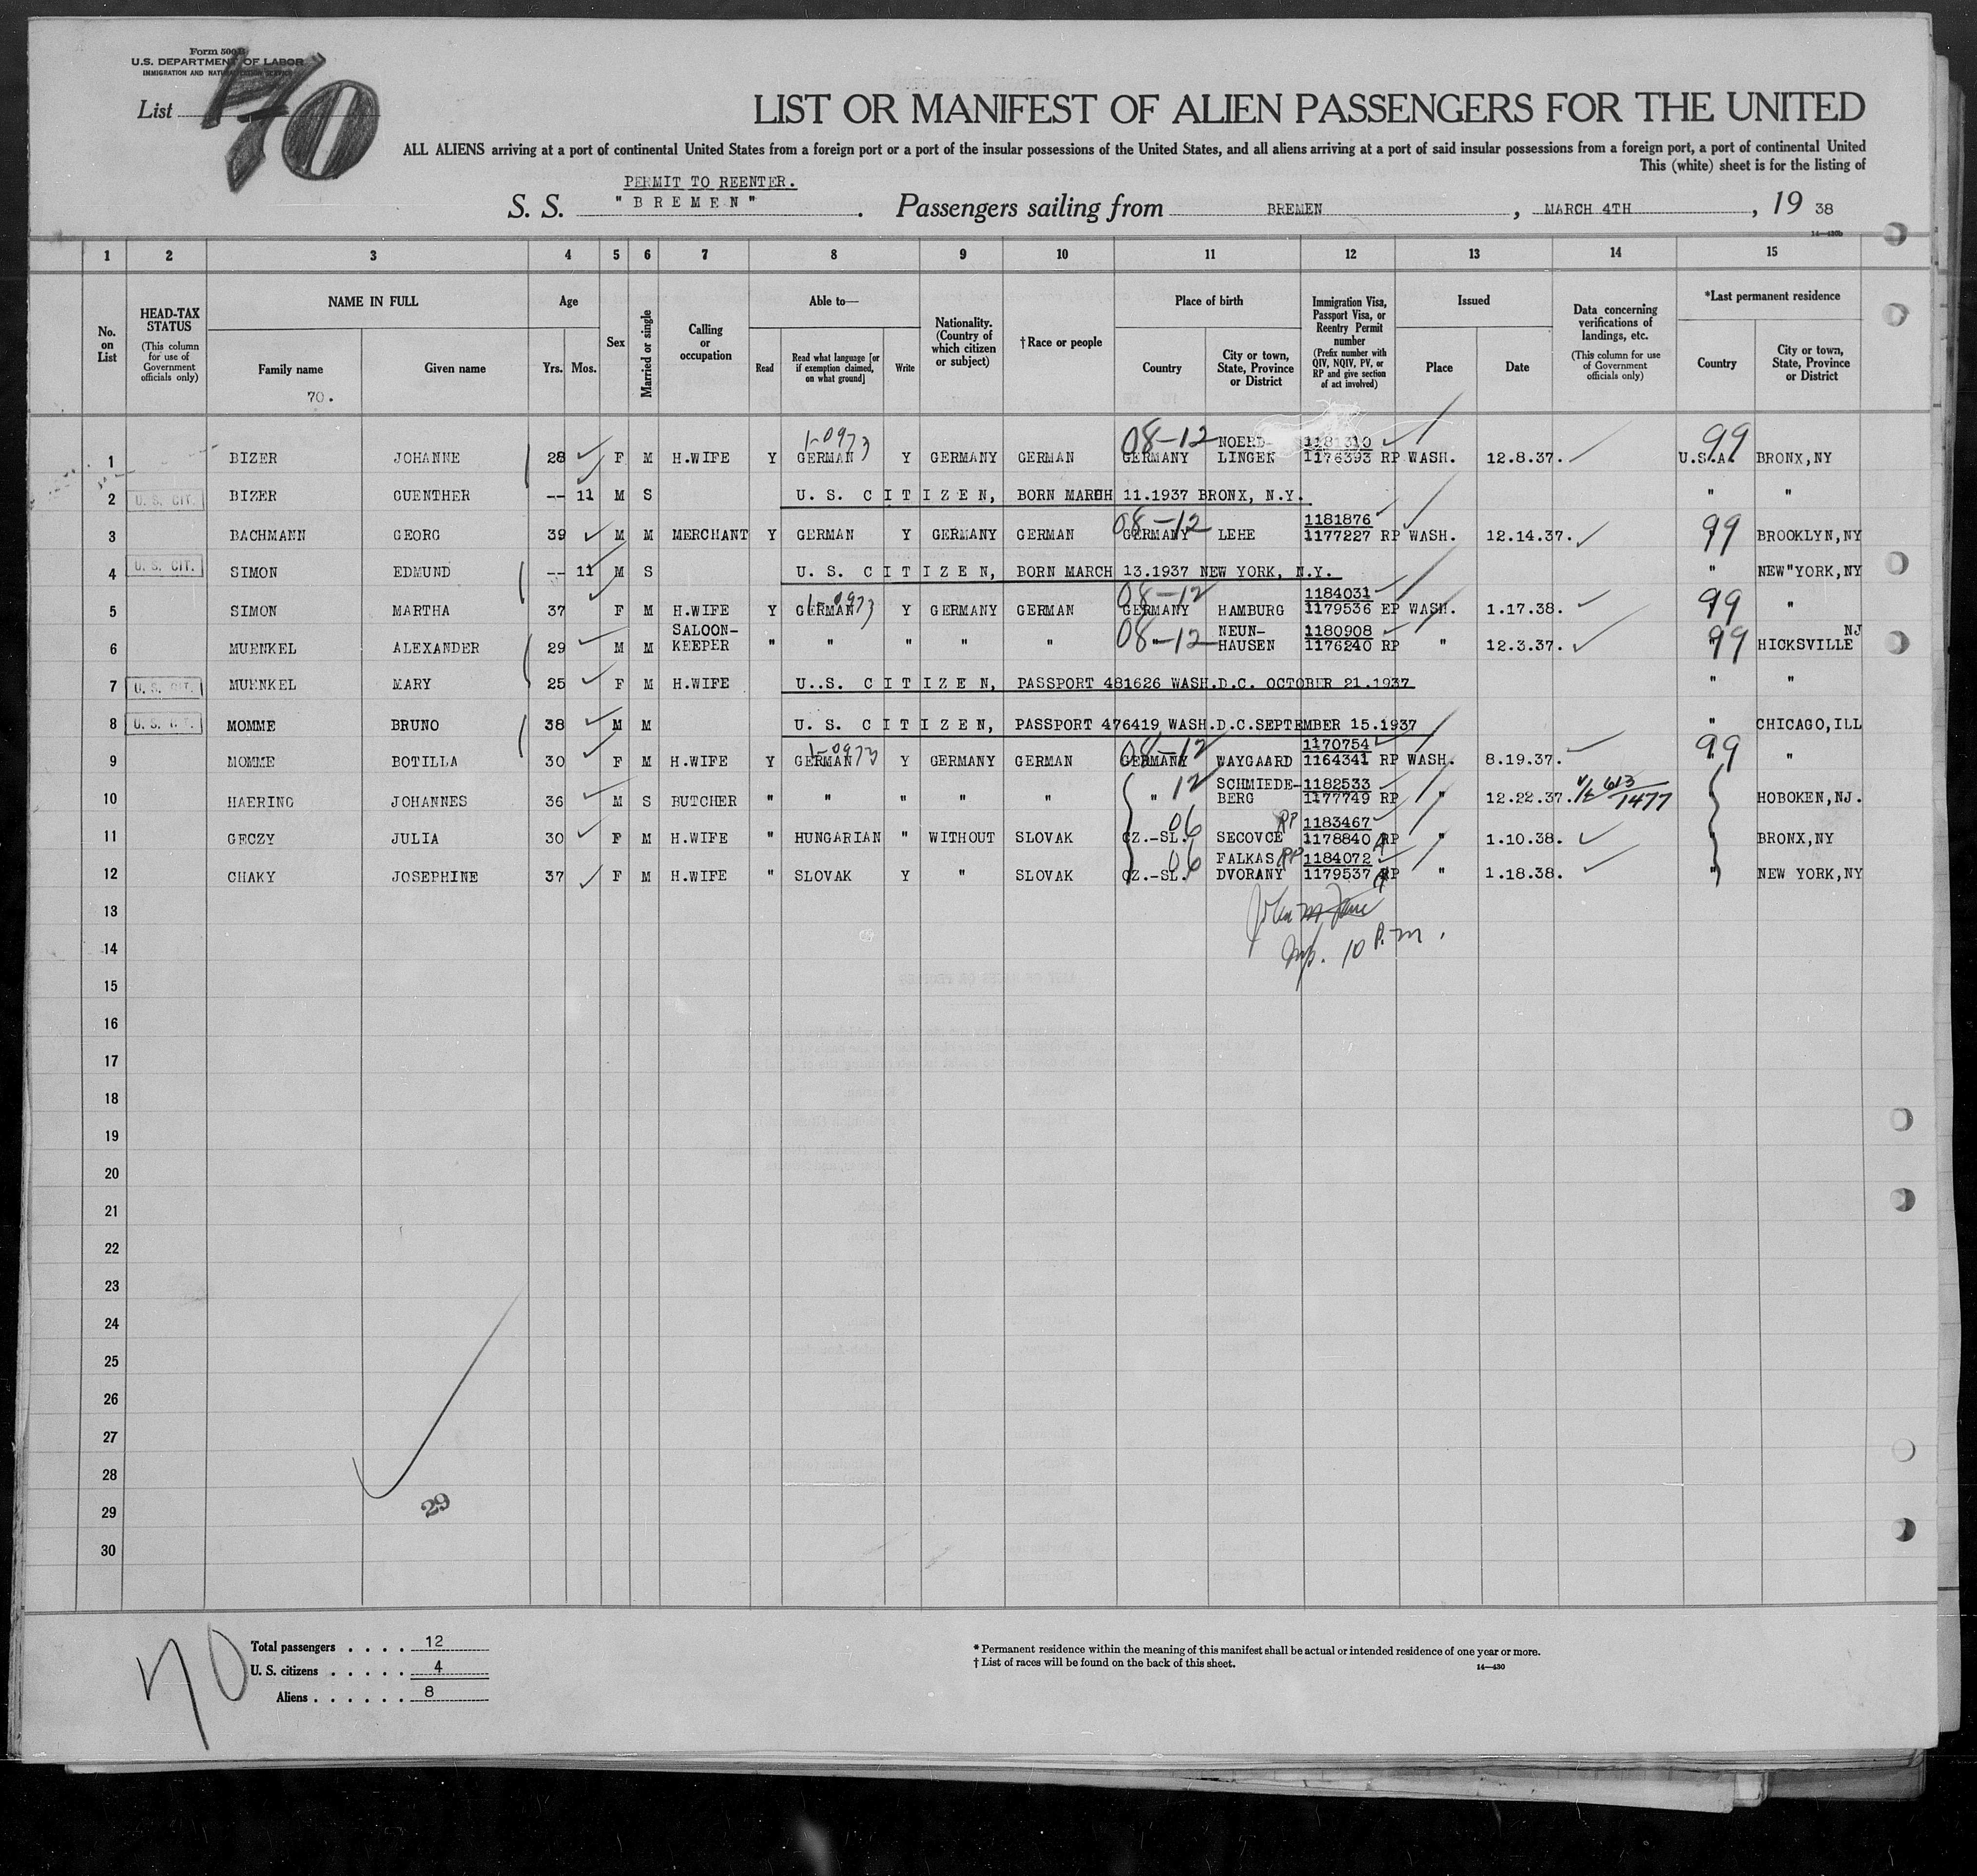 Form 500 B
U.S. DEPARTMENT OF LABOR
IMMIGRATION AND NATURALIZATION SERVICE
List 70
LIST OR MANIFEST OF ALIEN PASSENGERS FOR THE UNITED
ALL ALIENS arriving at a port of continental United States from a foreign port or a port of the insular possessions of the United States, and all aliens arriving at a port of said insular possessions from a foreign port, a port of continental United
This (white) sheet is for the listing of
PERMIT TO REENTER.
S. S. "BREMEN". Passengers sailing from BREMEN, MARCH 4TH, 19 38
14—430b
1 2 3 4 5 6 7 8 9 10 11 12 13 14 15
No. on List
HEAD-TAX STATUS (This column for use of Government officials only)
NAME IN FULL Family name Given name
70.
Age Yrs. Mos.
Sex
Married or single
Calling or occupation
Able to— Read Read what language [or if exemption claimed, on what ground] Write
Nationality. (Country of which citizen or subject)
†Race or people
Place of birth Country City or town, State, Province or District
Immigration Visa, Passport Visa, or Reentry Permit number (Prefix number with QIV, NQIV, PV, or RP and give section of act involved)
Issued Place Date
Data concerning verifications of landings, etc. (This column for use of Government officials only)
*Last permanent residence Country City or town, State, Province or District
1-0973 08-12 NOERD- 1181310 99
1 BIZER JOHANNE 28 F M H.WIFE Y GERMAN Y GERMANY GERMAN GERMANY LINGEN 1176393 RP WASH. 12.8.37. U.S.A. BRONX,NY
2 U. S. CIT. BIZER GUENTHER -- 11 M S U. S. CITIZEN, BORN MARCH 11.1937 BRONX, N.Y. " "
08-12 1181876 99
3 BACHMANN GEORG 39 M M MERCHANT Y GERMAN Y GERMANY GERMAN GERMANY LEHE 1177227 RP WASH. 12.14.37. " BROOKLYN,NY
4 U. S. CIT. SIMON EDMUND -- 11 M S U. S. CITIZEN, BORN MARCH 13.1937 NEW YORK, N.Y. " NEW"YORK,NY
1-0973 08-12 1184031 99
5 SIMON MARTHA 37 F M H.WIFE Y GERMAN Y GERMANY GERMAN GERMANY HAMBURG 1179536 RP WASH. 1.17.38. " "
SALOON- 08-12 NEUN- 1180908 99 NJ
6 MUENKEL ALEXANDER 29 M M KEEPER " " " " " " HAUSEN 1176240 RP " 12.3.37. " HICKSVILLE
7 U. S. CIT. MUENKEL MARY 25 F M H.WIFE U..S. CITIZEN, PASSPORT 481626 WASH.D.C. OCTOBER 21.1937 " "
8 U. S. CIT. MOMME BRUNO 38 M M U. S. CITIZEN, PASSPORT 476419 WASH.D.C.SEPTEMBER 15.1937 " CHICAGO,ILL
1-0973 08-12 1170754 99
9 MOMME BOTILLA 30 F M H.WIFE Y GERMAN Y GERMANY GERMAN GERMANY WAYGAARD 1164341 RP WASH. 8.19.37. " "
12 SCHMIEDE- 1182533 613/1477
10 HAERING JOHANNES 36 M S BUTCHER " " " " " " BERG 1177749 RP " 12.22.37. " HOBOKEN,NJ.
06 RP 1183467
11 GECZY JULIA 30 F M H.WIFE " HUNGARIAN " WITHOUT SLOVAK CZ.-SL. SECOVCE 1178840 RP " 1.10.38. " BRONX,NY
06 FALKAS RP 1184072
12 CHAKY JOSEPHINE 37 F M H.WIFE " SLOVAK Y " SLOVAK CZ.-SL. DVORANY 1179537 RP " 1.18.38. " NEW YORK,NY
13
14 Insp. 10 P.m.
15
16
17
18
19
20
21
22
23
24
25
26
27
28
29
29
30
70
Total passengers . . . . 12
U. S. citizens . . . . . 4
Aliens . . . . . . 8
* Permanent residence within the meaning of this manifest shall be actual or intended residence of one year or more.
† List of races will be found on the back of this sheet.
14—430